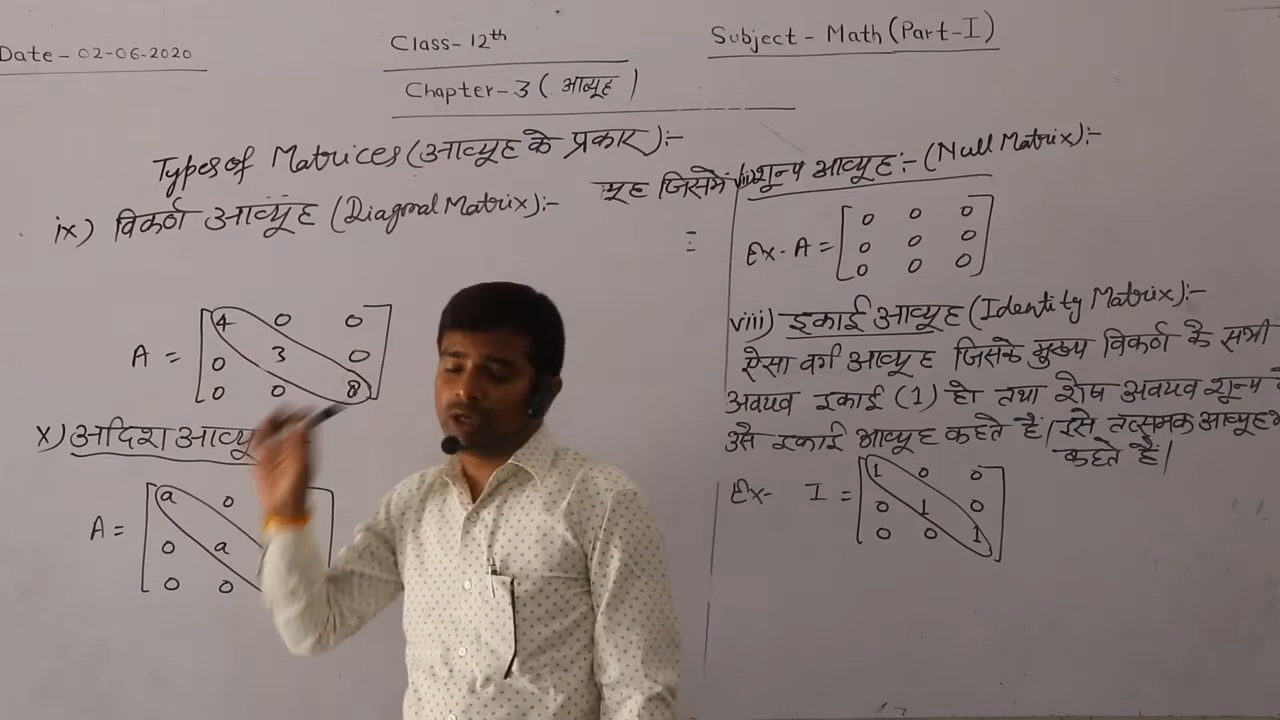 Date - 02-06-2020
Class- 12th
Subject - Math (Part-I)
Chapter-3 ( आव्यूह )
Types of Matrices (आव्यूह के प्रकार):-
ix) विकर्ण आव्यूह (Diagonal Matrix):-
यूह जिसमें
A = [ 4 0 0
0 3 0
0 0 8 ]
x) अदिश आव्यू
A = [ a 0
0 a
0 0
vii) शून्य आव्यूह:- (Null Matrix):-
Ex- A = [ 0 0 0
0 0 0
0 0 0 ]
viii) इकाई आव्यूह (Identity Matrix):-
ऐसा वर्ग आव्यूह जिसके मुख्य विकर्ण के सभी
अवयव इकाई (1) हो तथा शेष अवयव शून्य
उसे इकाई आव्यूह कहते हैं। इसे तत्समक आव्यूह
कहते हैं।
Ex- I = [ 1 0 0
0 1 0
0 0 1 ]